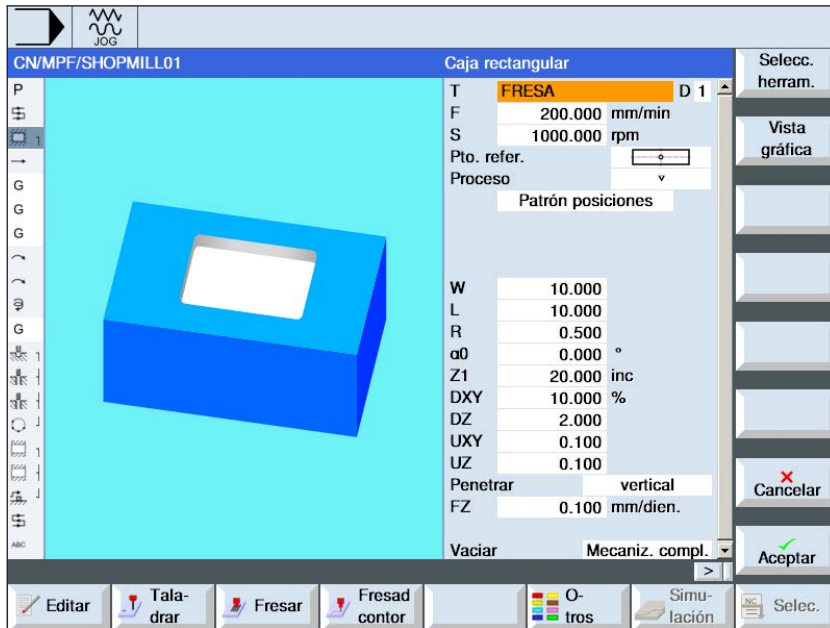 JOG
CN/MPF/SHOPMILL01
Caja rectangular
Selecc.
herram.
Vista
gráfica
P
1
G
G
G
G
ABC
T FRESA D 1
F 200.000 mm/min
S 1000.000 rpm
Pto. refer.
Proceso
Patrón posiciones
W 10.000
L 10.000
R 0.500
α0 0.000 °
Z1 20.000 inc
DXY 10.000 %
DZ 2.000
UXY 0.100
UZ 0.100
Penetrar vertical
FZ 0.100 mm/dien.
Vaciar Mecaniz. compl.
>
Cancelar
Aceptar
Editar
Tala-
drar
Fresar
Fresad
contor
O-
tros
Simu-
lación
NC
Selec.